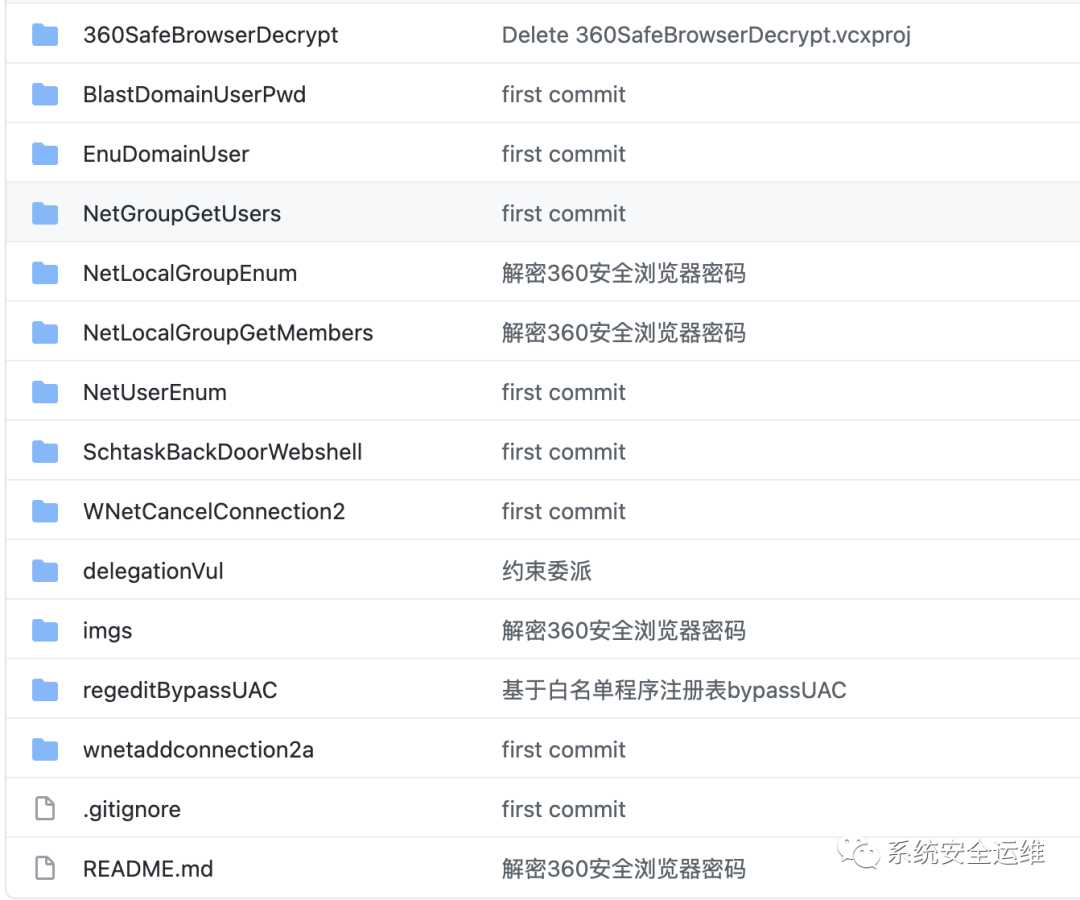 360SafeBrowserDecrypt Delete 360SafeBrowserDecrypt.vcxproj
BlastDomainUserPwd first commit
EnuDomainUser first commit
NetGroupGetUsers first commit
NetLocalGroupEnum 解密360安全浏览器密码
NetLocalGroupGetMembers 解密360安全浏览器密码
NetUserEnum first commit
SchtaskBackDoorWebshell first commit
WNetCancelConnection2 first commit
delegationVul 约束委派
imgs 解密360安全浏览器密码
regeditBypassUAC 基于白名单程序注册表bypassUAC
wnetaddconnection2a first commit
.gitignore first commit
README.md 解密360安全浏览器密码
系统安全运维